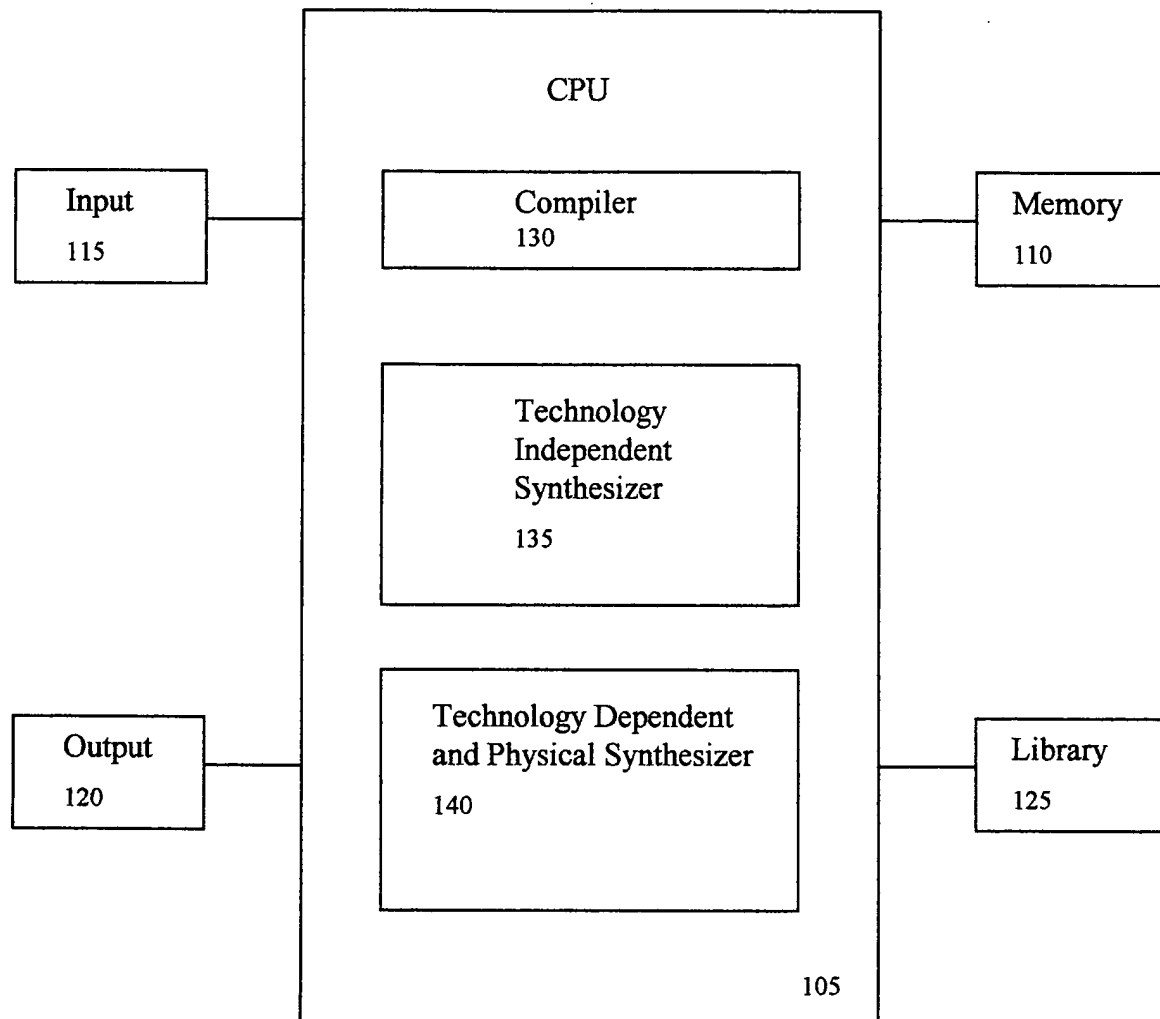 CPU
Input
115
Compiler
130
Memory
110
Technology
Independent
Synthesizer
135
Technology Dependent
and Physical Synthesizer
140
Output
120
Library
125
105